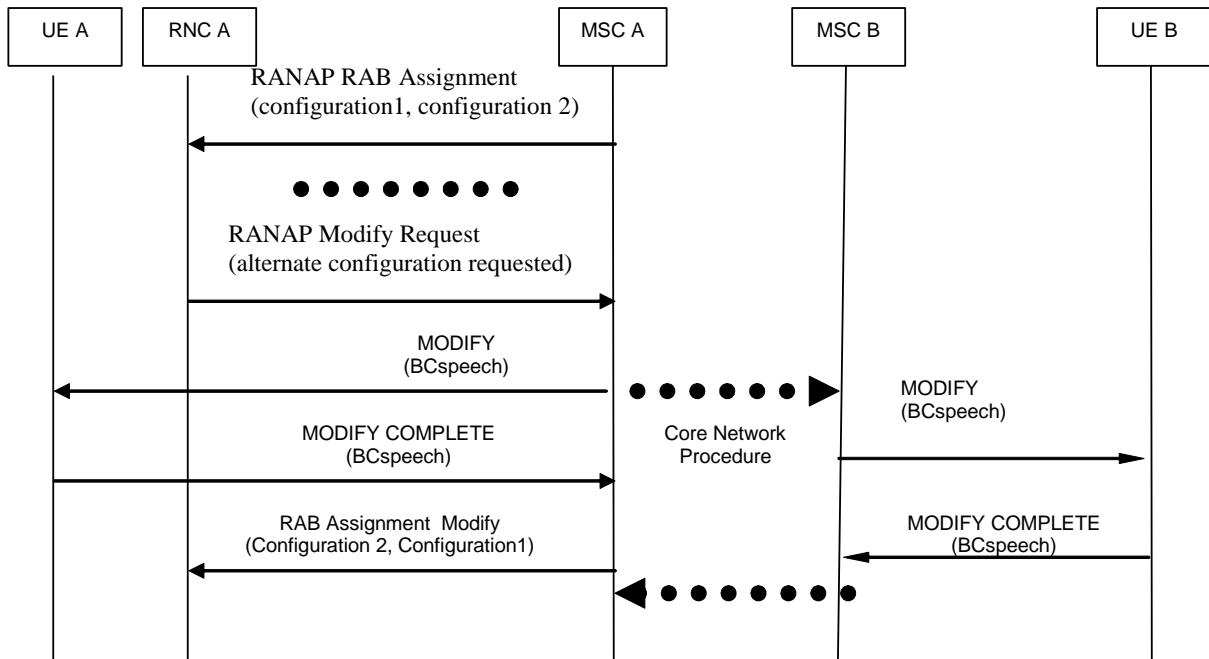 UE A
RNC A
MSC A
MSC B
UE B
RANAP RAB Assignment
(configuration1, configuration 2)
RANAP Modify Request
(alternate configuration requested)
MODIFY
(BCspeech)
MODIFY
(BCspeech)
MODIFY COMPLETE
(BCspeech)
Core Network
Procedure
RAB Assignment Modify
(Configuration 2, Configuration1)
MODIFY COMPLETE
(BCspeech)